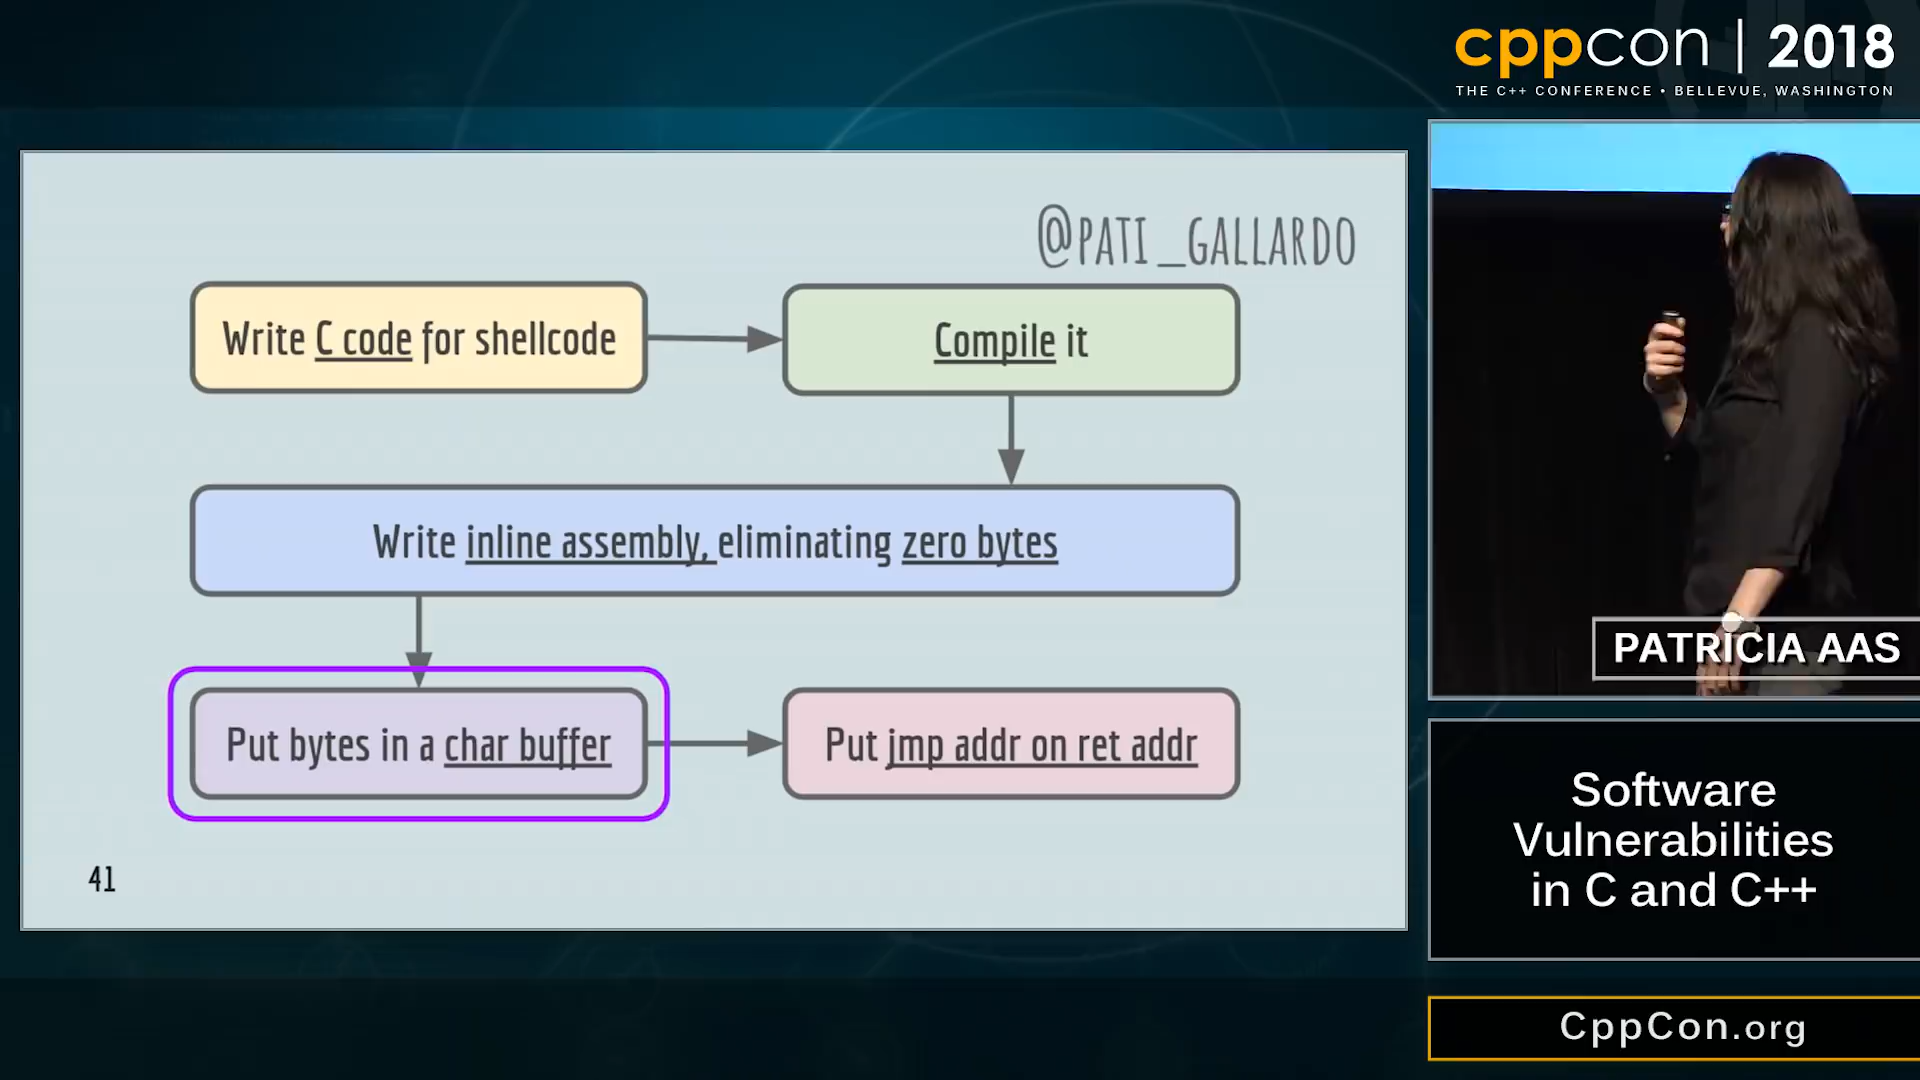 cppcon | 2018
THE C++ CONFERENCE • BELLEVUE, WASHINGTON
@PATI_GALLARDO
Write C code for shellcode
Compile it
Write inline assembly, eliminating zero bytes
Put bytes in a char buffer
Put jmp addr on ret addr
41
PATRICIA AAS
Software
Vulnerabilities
in C and C++
CppCon.org